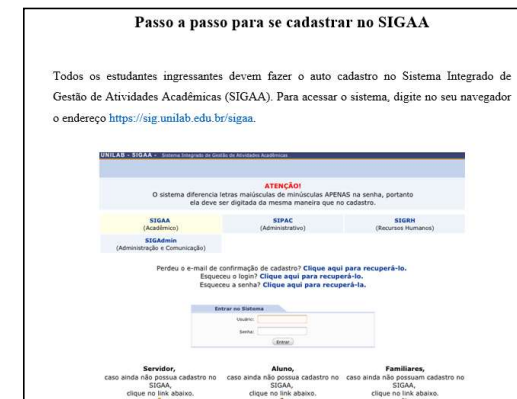 Passo a passo para se cadastrar no SIGAA
Todos os estudantes ingressantes devem fazer o auto cadastro no Sistema Integrado de
Gestão de Atividades Acadêmicas (SIGAA). Para acessar o sistema, digite no seu navegador
o endereço https://sig.unilab.edu.br/sigaa.
UNILAB - SIGAA - Sistema Integrado de Gestão de Atividades Acadêmicas
ATENÇÃO!
O sistema diferencia letras maiúsculas de minúsculas APENAS na senha, portanto
ela deve ser digitada da mesma maneira que no cadastro.
SIGAA SIPAC SIGRH
(Acadêmico) (Administrativo) (Recursos Humanos)
SIGAdmin
(Administração e Comunicação)
Perdeu o e-mail de confirmação de cadastro? Clique aqui para recuperá-lo.
Esqueceu o login? Clique aqui para recuperá-lo.
Esqueceu a senha? Clique aqui para recuperá-la.
Entrar no Sistema
Usuário:
Senha:
Entrar
Servidor, Aluno, Familiares,
caso ainda não possua cadastro no caso ainda não possua cadastro no caso ainda não possuam cadastro no
SIGAA, SIGAA, SIGAA,
clique no link abaixo. clique no link abaixo. clique no link abaixo.